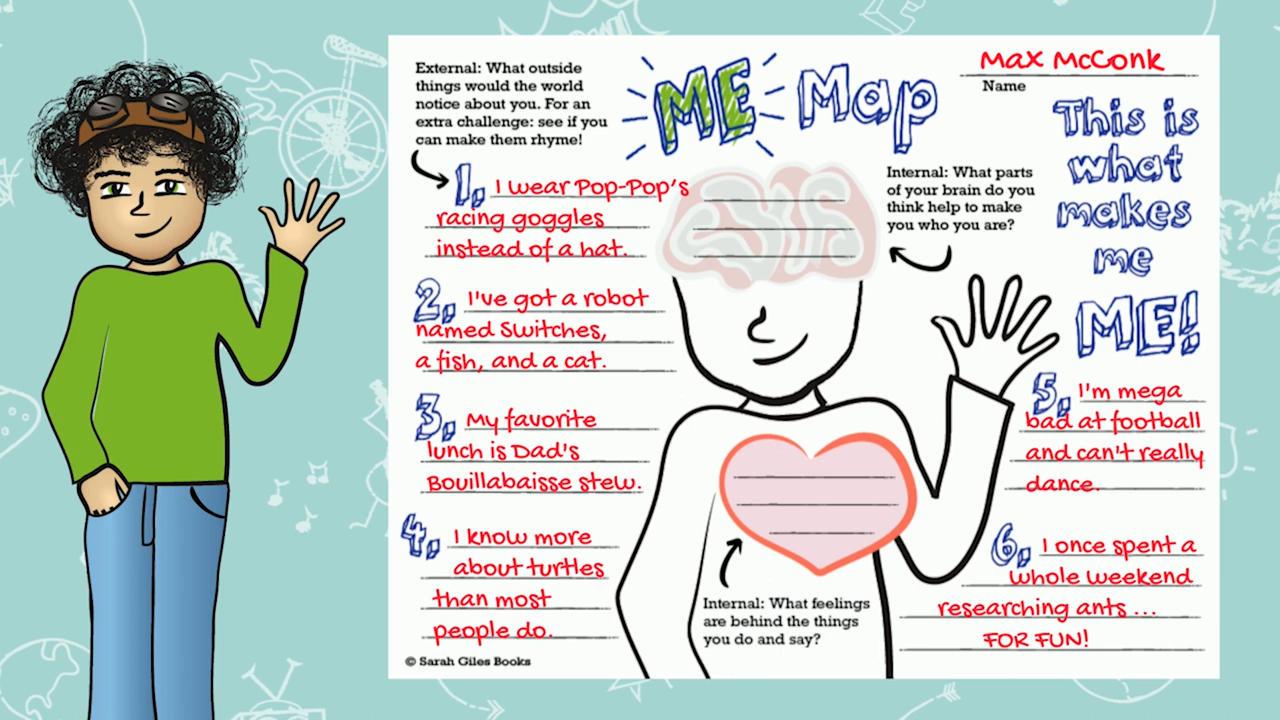 External: What outside
things would the world
notice about you. For an
extra challenge: see if you
can make them rhyme!
ME Map
Max McConk
Name
This is
what
makes
me
ME!
1, I wear Pop-Pop's
racing goggles
instead of a hat.
Internal: What parts
of your brain do you
think help to make
you who you are?
2, I've got a robot
named Switches,
a fish, and a cat.
3, My favorite
lunch is Dad's
Bouillabaisse stew.
4, I know more
about turtles
than most
people do.
5, I'm mega
bad at football
and can't really
dance.
6, I once spent a
whole weekend
researching ants ...
FOR FUN!
Internal: What feelings
are behind the things
you do and say?
© Sarah Giles Books